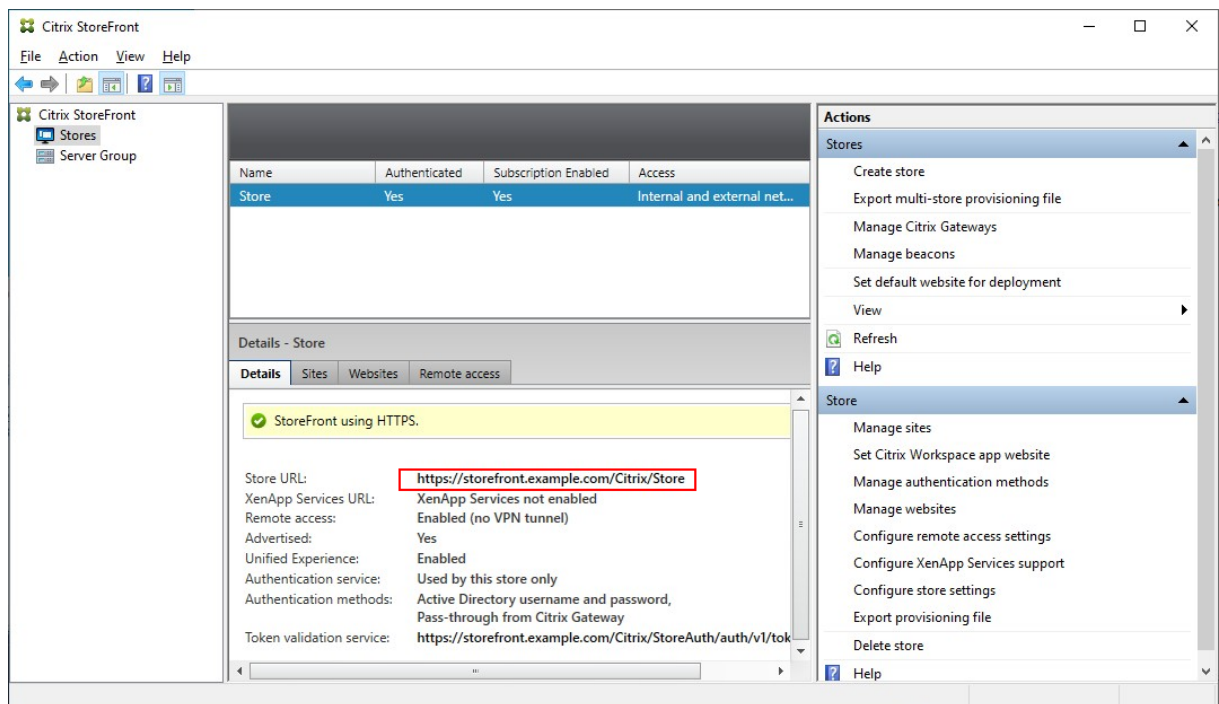 Citrix StoreFront
File Action View Help
Citrix StoreFront
Stores
Server Group
Name Authenticated Subscription Enabled Access
Store Yes Yes Internal and external net...
Details - Store
Details Sites Websites Remote access
StoreFront using HTTPS.
Store URL: https://storefront.example.com/Citrix/Store
XenApp Services URL: XenApp Services not enabled
Remote access: Enabled (no VPN tunnel)
Advertised: Yes
Unified Experience: Enabled
Authentication service: Used by this store only
Authentication methods: Active Directory username and password,
Pass-through from Citrix Gateway
Token validation service: https://storefront.example.com/Citrix/StoreAuth/auth/v1/tok
Actions
Stores
Create store
Export multi-store provisioning file
Manage Citrix Gateways
Manage beacons
Set default website for deployment
View
Refresh
Help
Store
Manage sites
Set Citrix Workspace app website
Manage authentication methods
Manage websites
Configure remote access settings
Configure XenApp Services support
Configure store settings
Export provisioning file
Delete store
Help